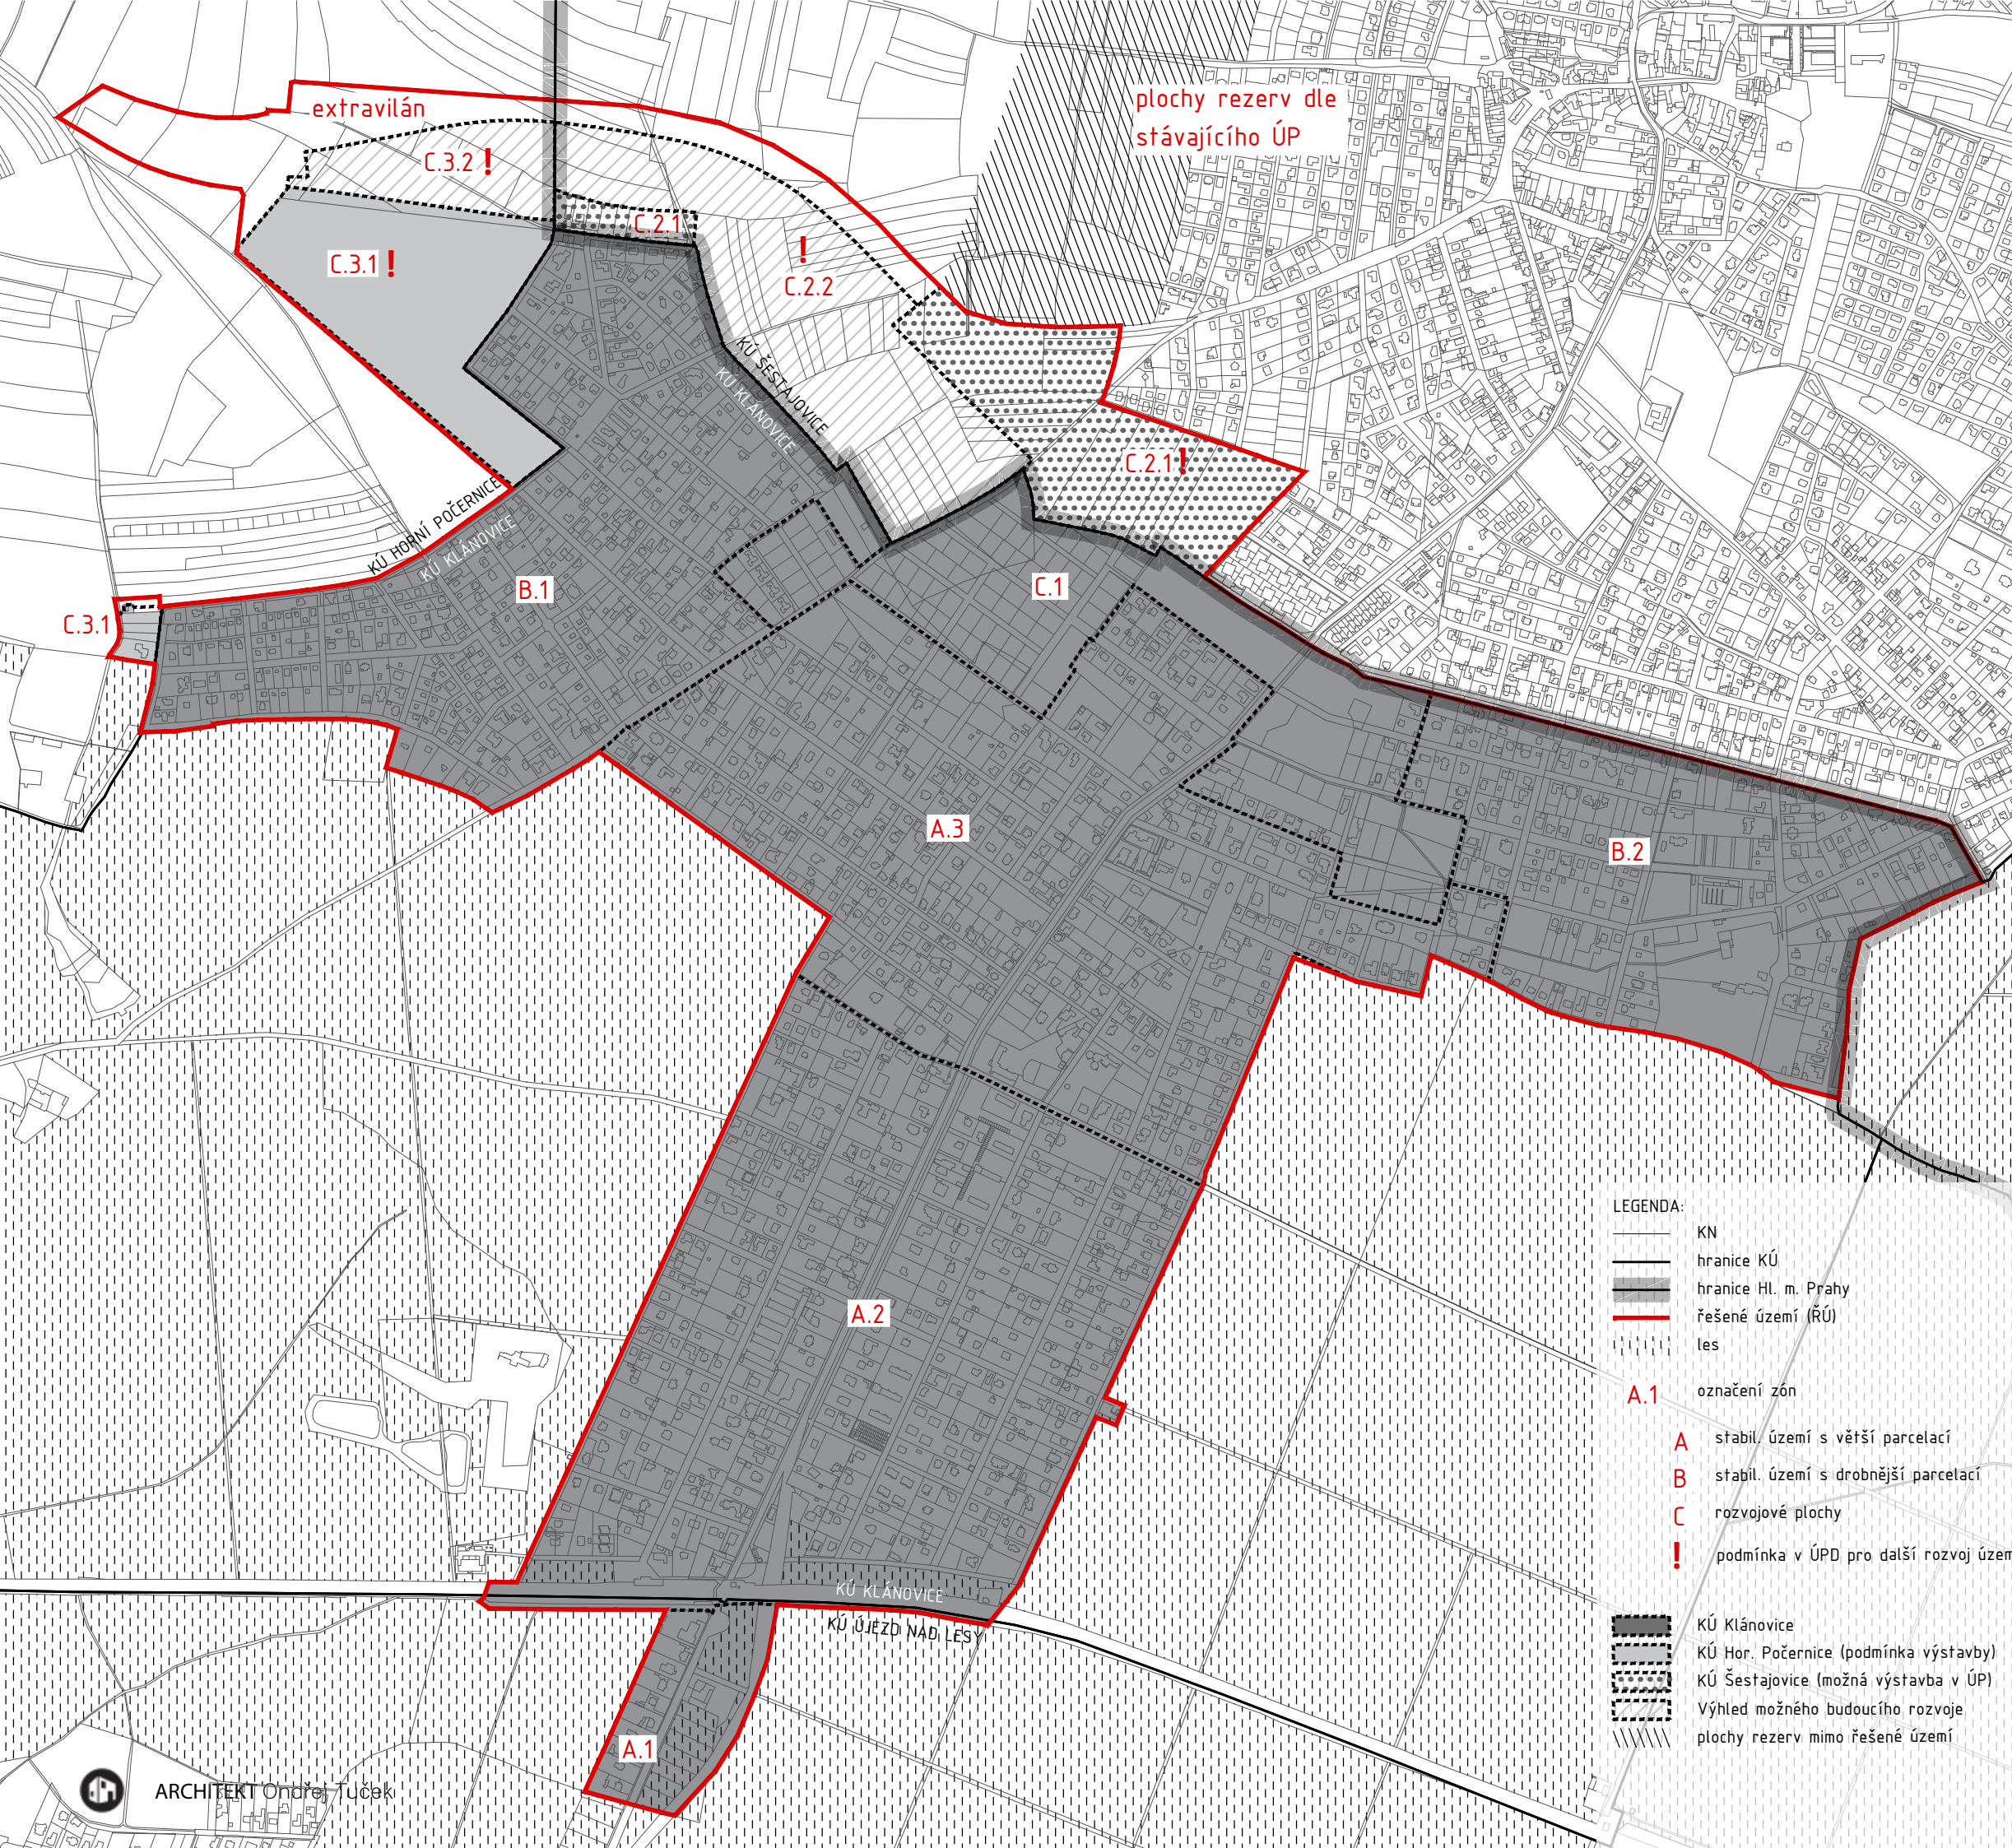 extravilán
plochy rezerv dle
stávajícího ÚP
C.3.2 !
C.2.1
C.3.1 !
!
C.2.2
KÚ ŠESTAJOVICE
KÚ KLÁNOVICE
C.2.1 !
KÚ HORNÍ POČERNICE
KÚ KLÁNOVICE
B.1
C.1
C.3.1
A.3
B.2
A.2
KÚ KLÁNOVICE
KÚ ÚJEZD NAD LESY
A.1
LEGENDA:
KN
hranice KÚ
hranice Hl. m. Prahy
řešené území (ŘÚ)
les
A.1 označení zón
A stabil. území s větší parcelací
B stabil. území s drobnější parcelací
C rozvojové plochy
! podmínka v ÚPD pro další rozvoj územ
KÚ Klánovice
KÚ Hor. Počernice (podmínka výstavby)
KÚ Šestajovice (možná výstavba v ÚP)
Výhled možného budoucího rozvoje
plochy rezerv mimo řešené území
ARCHITEKT Ondřej Tuček